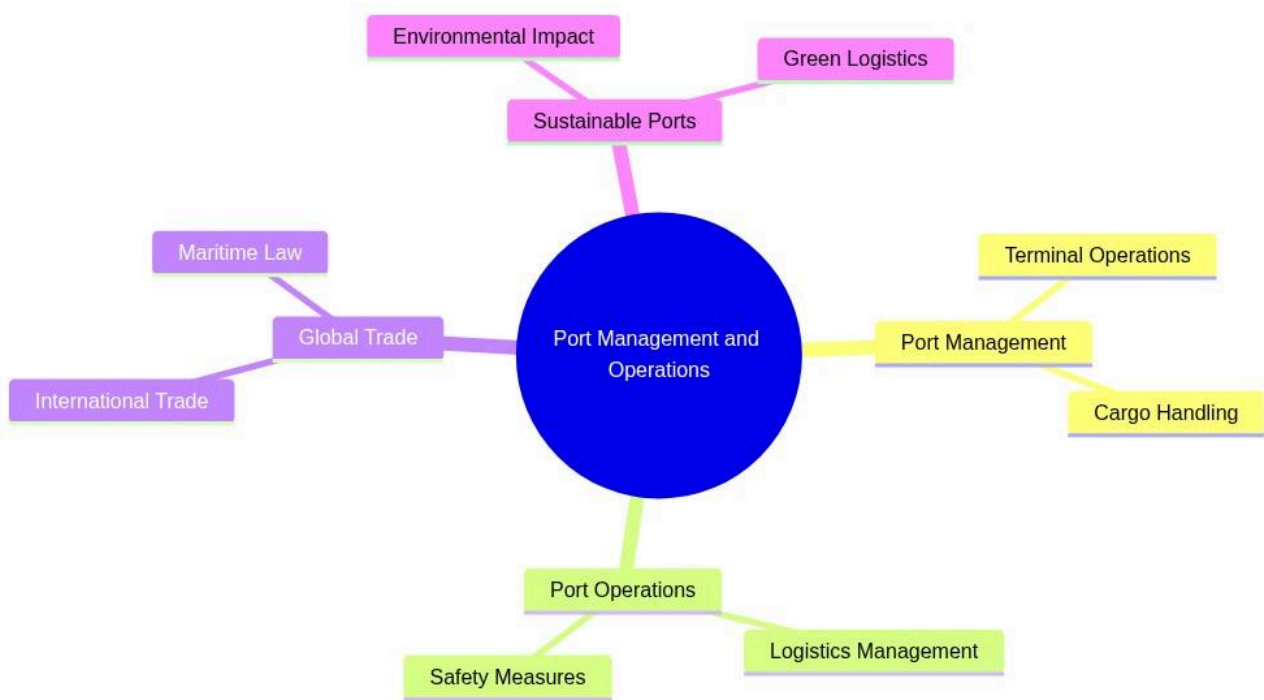 Environmental Impact
Green Logistics
Sustainable Ports
Maritime Law
Global Trade
International Trade
Port Management and
Operations
Terminal Operations
Port Management
Cargo Handling
Port Operations
Logistics Management
Safety Measures